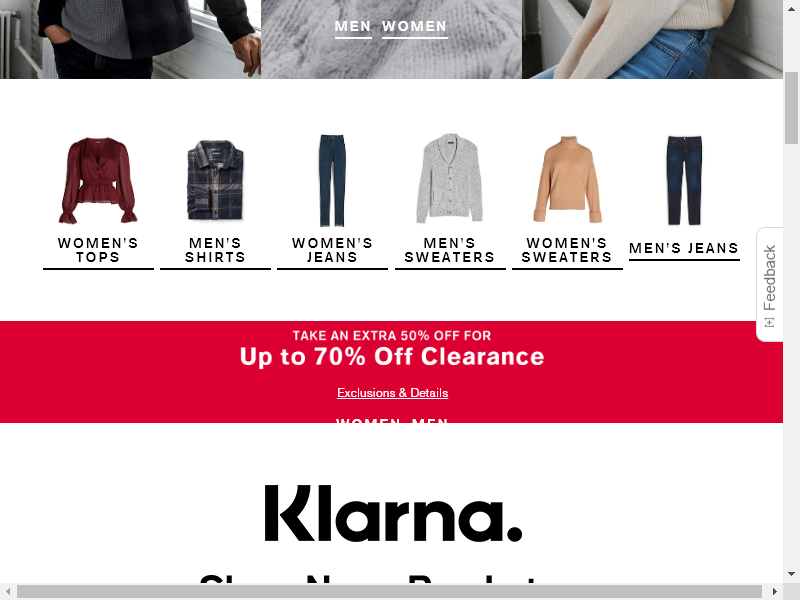 MEN WOMEN
WOMEN'S TOPS
MEN'S SHIRTS
WOMEN'S JEANS
MEN'S SWEATERS
WOMEN'S SWEATERS
MEN'S JEANS
[+] Feedback
TAKE AN EXTRA 50% OFF FOR
Up to 70% Off Clearance
Exclusions & Details
WOMEN MEN
Klarna.